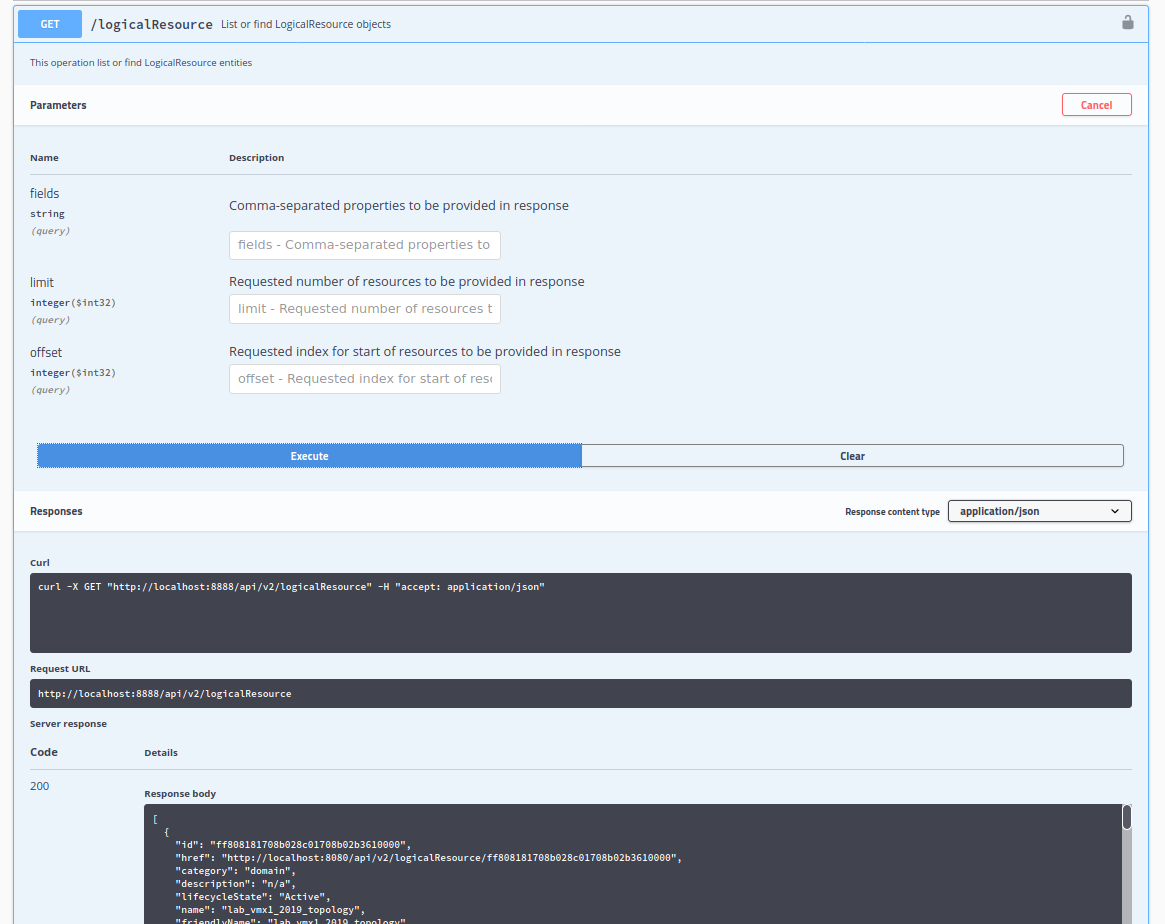 GET /logicalResource List or find LogicalResource objects
This operation list or find LogicalResource entities
Parameters Cancel
Name Description
fields
string
(query)
Comma-separated properties to be provided in response
fields - Comma-separated properties to
limit
integer($int32)
(query)
Requested number of resources to be provided in response
limit - Requested number of resources t
offset
integer($int32)
(query)
Requested index for start of resources to be provided in response
offset - Requested index for start of reso
Execute Clear
Responses Response content type application/json
Curl
curl -X GET "http://localhost:8888/api/v2/logicalResource" -H "accept: application/json"
Request URL
http://localhost:8888/api/v2/logicalResource
Server response
Code Details
200
Response body
[
{
"id": "ff808181708b028c01708b02b3610000",
"href": "http://localhost:8080/api/v2/logicalResource/ff808181708b028c01708b02b3610000",
"category": "domain",
"description": "n/a",
"lifecycleState": "Active",
"name": "lab_vmx1_2019_topology",
"friendlyName": "lab_vmx1_2019_topology",